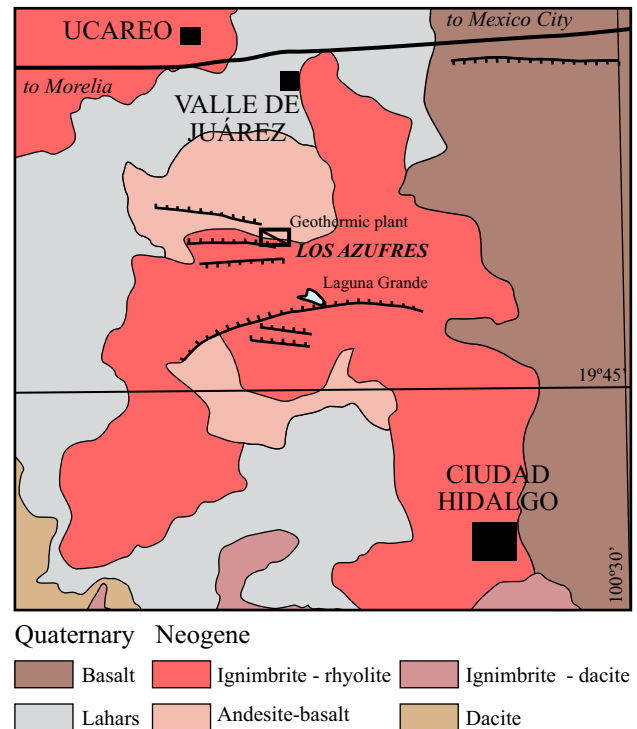 UCAREO
to Mexico City
to Morelia
VALLE DE
JUÁREZ
Geothermic plant
LOS AZUFRES
Laguna Grande
19º45'
CIUDAD
HIDALGO
100º30'
Quaternary Neogene
Basalt Ignimbrite - rhyolite Ignimbrite - dacite
Lahars Andesite-basalt Dacite